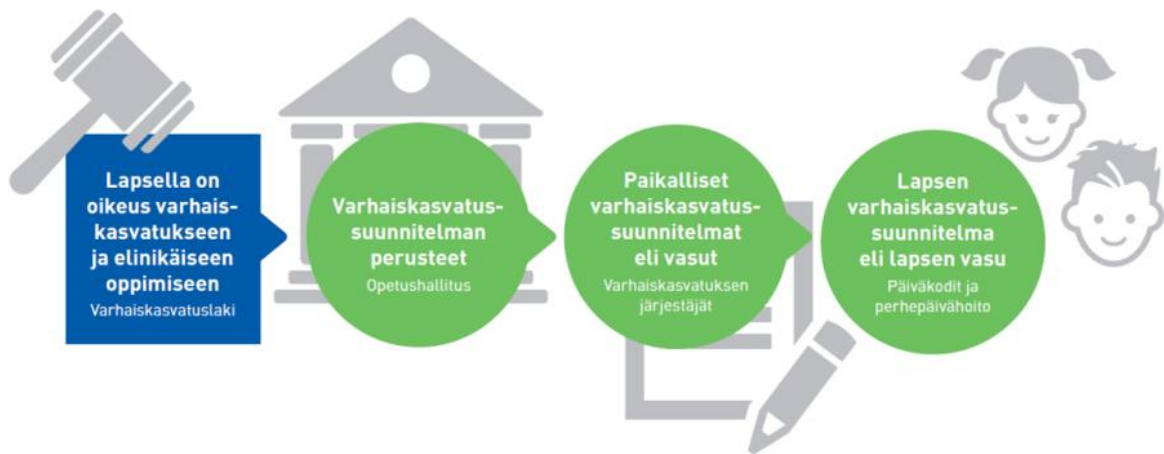 Lapsella on
oikeus varhais-
kasvatukseen
ja elinikäiseen
oppimiseen
Varhaiskasvatuslaki
Varhaiskasvatus-
suunnitelman
perusteet
Opetushallitus
Paikalliset
varhaiskasvatus-
suunnitelmat
eli vasut
Varhaiskasvatuksen
järjestäjät
Lapsen
varhaiskasvatus-
suunnitelma
eli lapsen vasu
Päiväkodit ja
perhepäivähoito